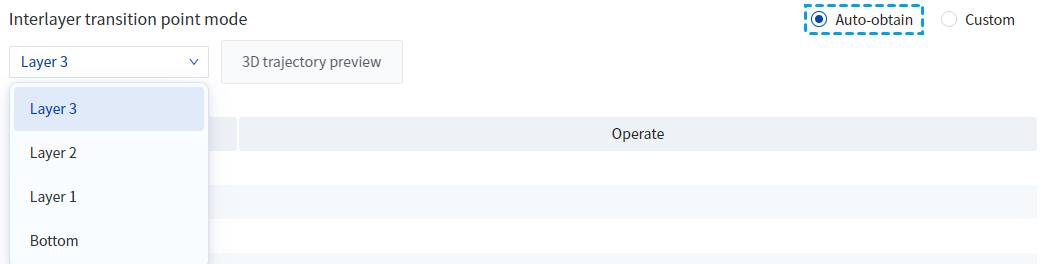 Interlayer transition point mode
Auto-obtain
Custom
Layer 3
3D trajectory preview
Layer 3
Operate
Layer 2
Layer 1
Bottom